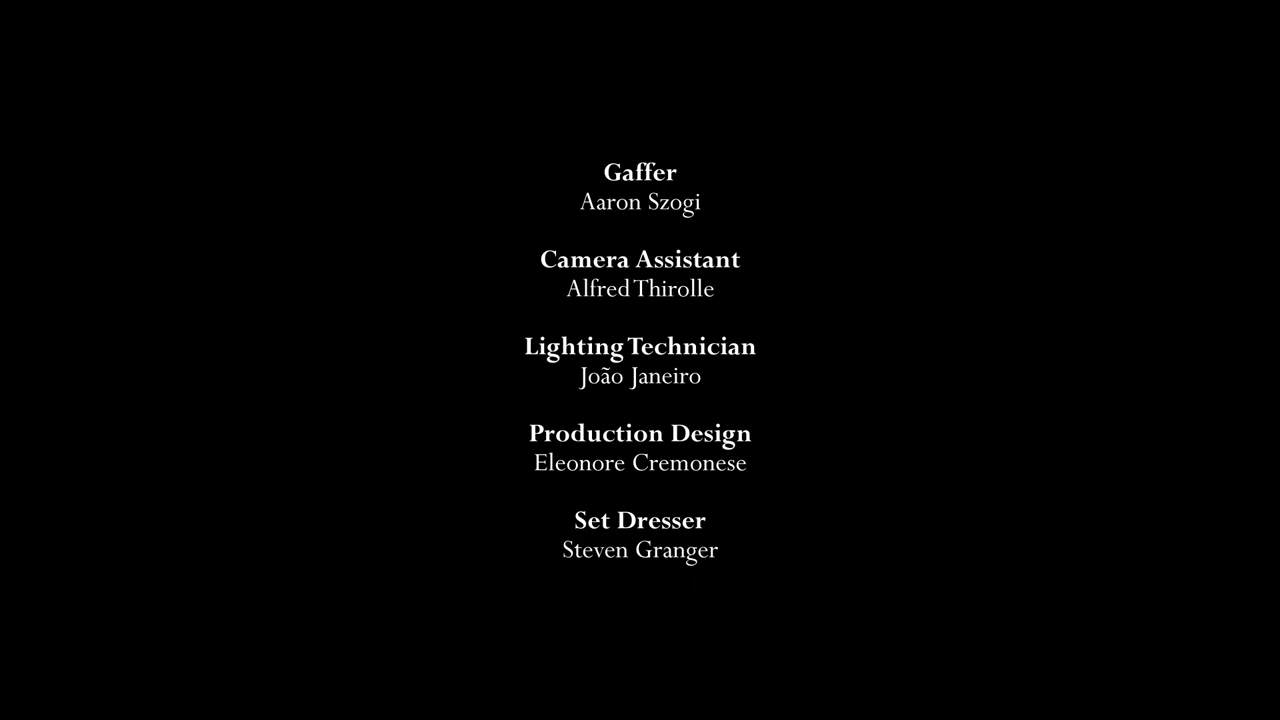 Gaffer
Aaron Szogi
Camera Assistant
Alfred Thirolle
Lighting Technician
João Janeiro
Production Design
Eleonore Cremonese
Set Dresser
Steven Granger